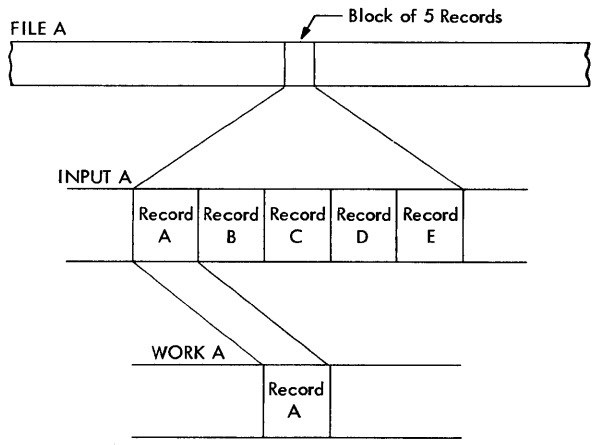 Block of 5 Records
FILE A
INPUT A
Record A
Record B
Record C
Record D
Record E
WORK A
Record A